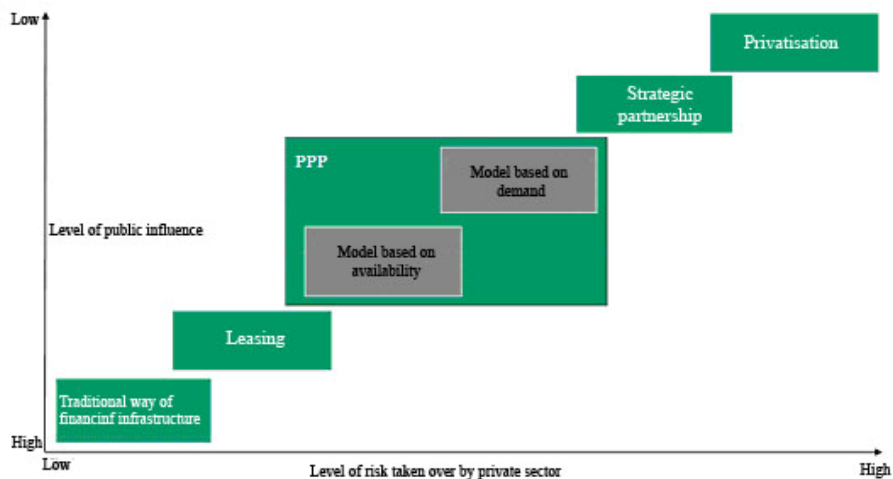 Low
Privatisation
Strategic
partnership
PPP
Model based on
demand
Level of public influence
Model based on
availability
Leasing
Traditional way of
financinf infrastructure
High
Low
Level of risk taken over by private sector
High